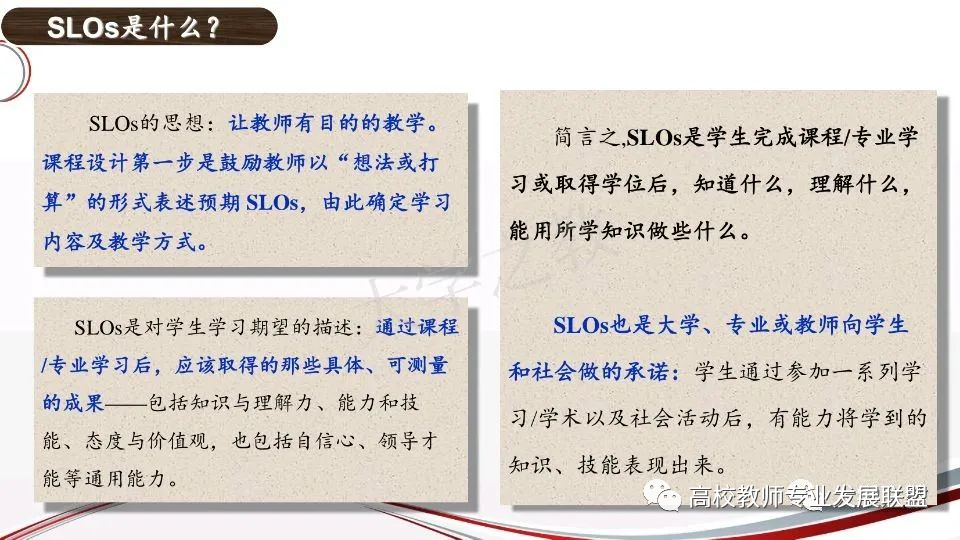 SLOs是什么？
SLOs的思想：让教师有目的的教学。
课程设计第一步是鼓励教师以“想法或打
算”的形式表述预期 SLOs，由此确定学习
内容及教学方式。
SLOs是对学生学习期望的描述：通过课程
/专业学习后，应该取得的那些具体、可测量
的成果——包括知识与理解力、能力和技
能、态度与价值观，也包括自信心、领导才
能等通用能力。
简言之,SLOs是学生完成课程/专业学
习或取得学位后，知道什么，理解什么，
能用所学知识做些什么。
SLOs也是大学、专业或教师向学生
和社会做的承诺：学生通过参加一系列学
习/学术以及社会活动后，有能力将学到的
知识、技能表现出来。
高校教师专业发展联盟